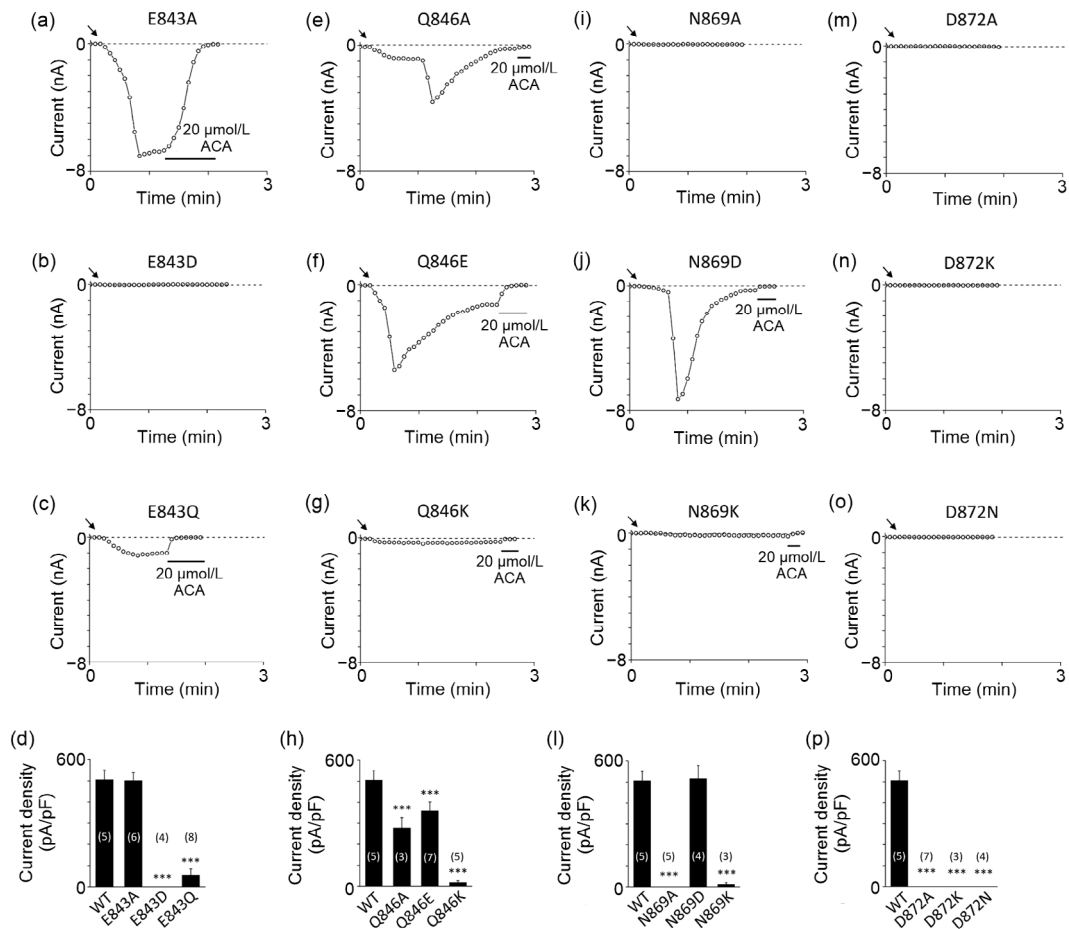 (a) E843A
0
Current (nA)
20 µmol/L
ACA
−8
0 3
Time (min)
(e) Q846A
0
Current (nA)
20 µmol/L
ACA
−8
0 3
Time (min)
(i) N869A
0
Current (nA)
−8
0 3
Time (min)
(m) D872A
0
Current (nA)
−8
0 3
Time (min)
(b) E843D
0
Current (nA)
−8
0 3
Time (min)
(f) Q846E
0
Current (nA)
20 µmol/L
ACA
−8
0 3
Time (min)
(j) N869D
0
Current (nA)
20 µmol/L
ACA
−8
0 3
Time (min)
(n) D872K
0
Current (nA)
−8
0 3
Time (min)
(c) E843Q
0
Current (nA)
20 µmol/L
ACA
−8
0 3
Time (min)
(g) Q846K
0
Current (nA)
20 µmol/L
ACA
−8
0 3
Time (min)
(k) N869K
0
Current (nA)
20 µmol/L
ACA
−8
0 3
Time (min)
(o) D872N
0
Current (nA)
−8
0 3
Time (min)
(d)
600
Current density
(pA/pF)
(5) (6) (4) (8)
*** ***
0
WT E843A E843D E843Q
(h)
600
Current density
(pA/pF)
*** ***
(5) (3) (7) (5)
***
0
WT Q846A Q846E Q846K
(l)
600
Current density
(pA/pF)
(5) (5) (4) (3)
*** ***
0
WT N869A N869D N869K
(p)
600
Current density
(pA/pF)
(5) (7) (3) (4)
*** *** ***
0
WT D872A D872K D872N